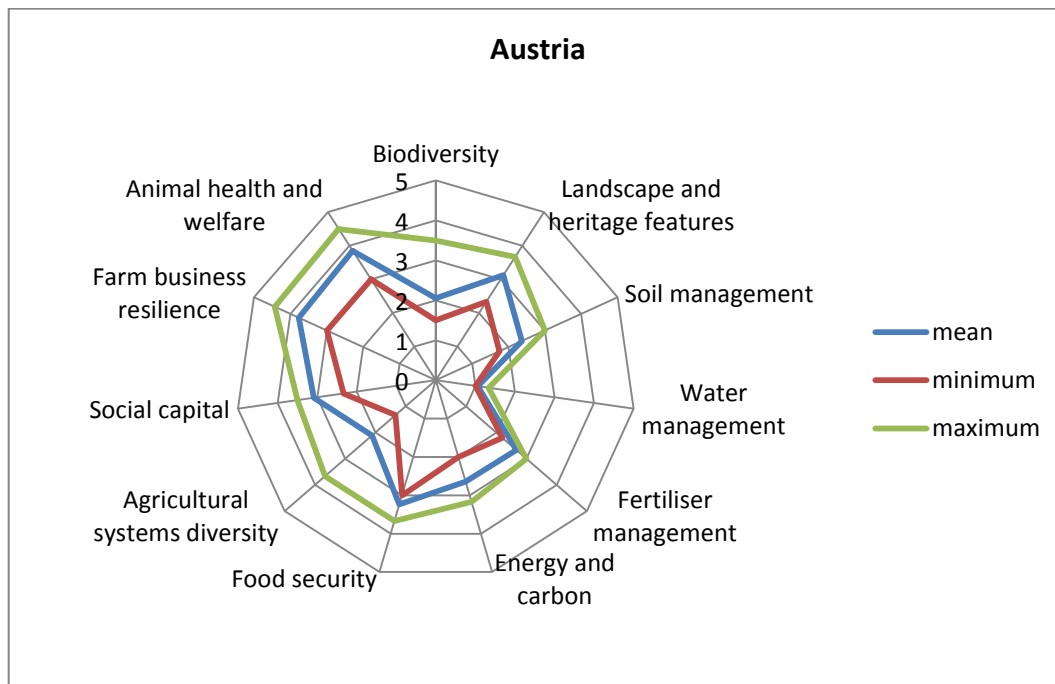 Austria
Biodiversity
Landscape and
heritage features
Soil management
Water
management
Fertiliser
management
Energy and
carbon
Food security
Agricultural
systems diversity
Social capital
Farm business
resilience
Animal health and
welfare
5
4
3
2
1
0
mean
minimum
maximum